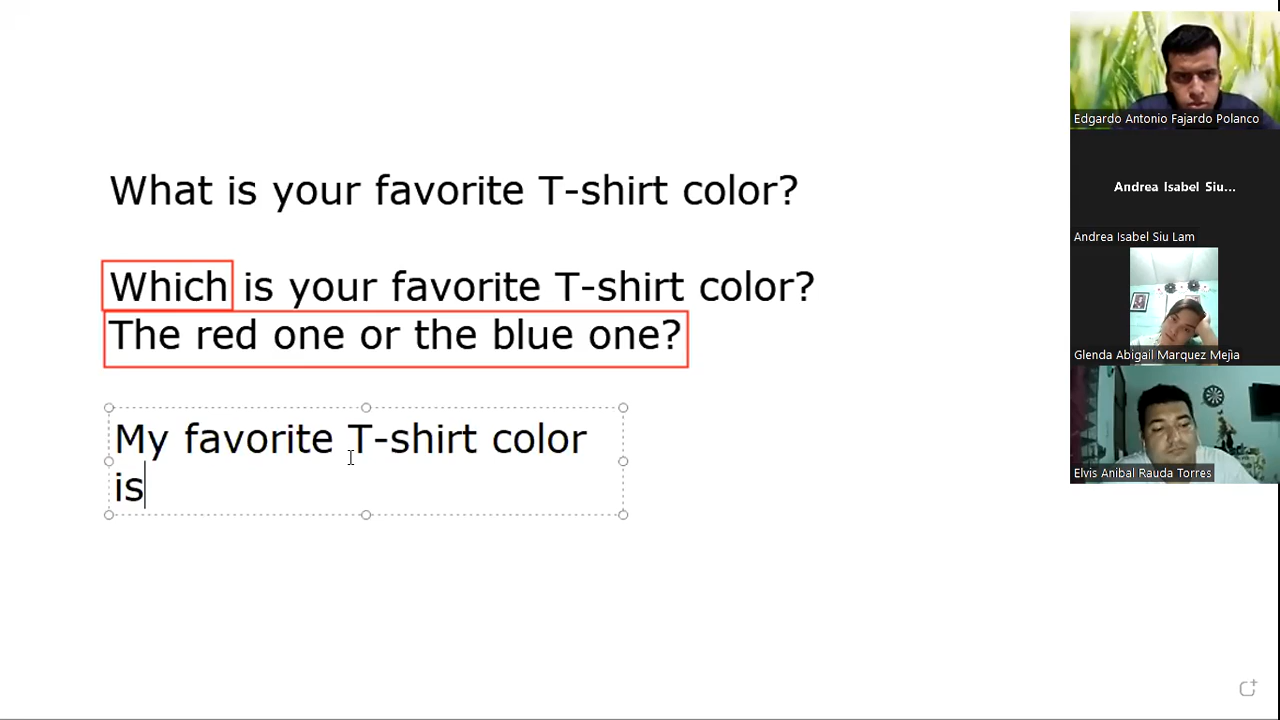 What is your favorite T-shirt color?
Which is your favorite T-shirt color?
The red one or the blue one?
My favorite T-shirt color
is
Edgardo Antonio Fajardo Polanco
Andrea Isabel Siu...
Andrea Isabel Siu Lam
Glenda Abigail Marquez Mejìa
Elvis Anibal Rauda Torres